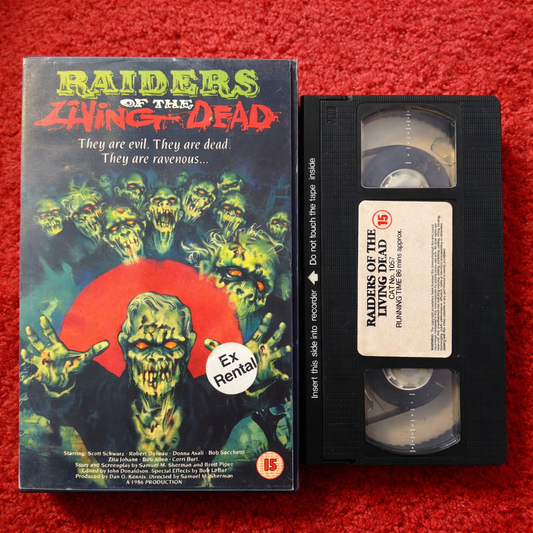 RAIDERS
OF THE
LIVING DEAD
They are evil. They are dead.
They are ravenous...
Ex
Rental
Starring: Scott Schwarz · Robert Deveau · Donna Asali · Bob Sacchetti
Zita Johann · Bob Allen · Corri Burt.
Story and Screenplay by Samuel M. Sherman and Brett Piper
Edited by John Donaldson. Special Effects by Bob LeBar
Produced by Dan Q. Kennis. Directed by Samuel M. Sherman
A 1986 PRODUCTION
15
Insert this side into recorder Do not touch the tape inside
15
RAIDERS OF THE
LIVING DEAD
CAT No. 1057
RUNNING TIME 86 mins approx.